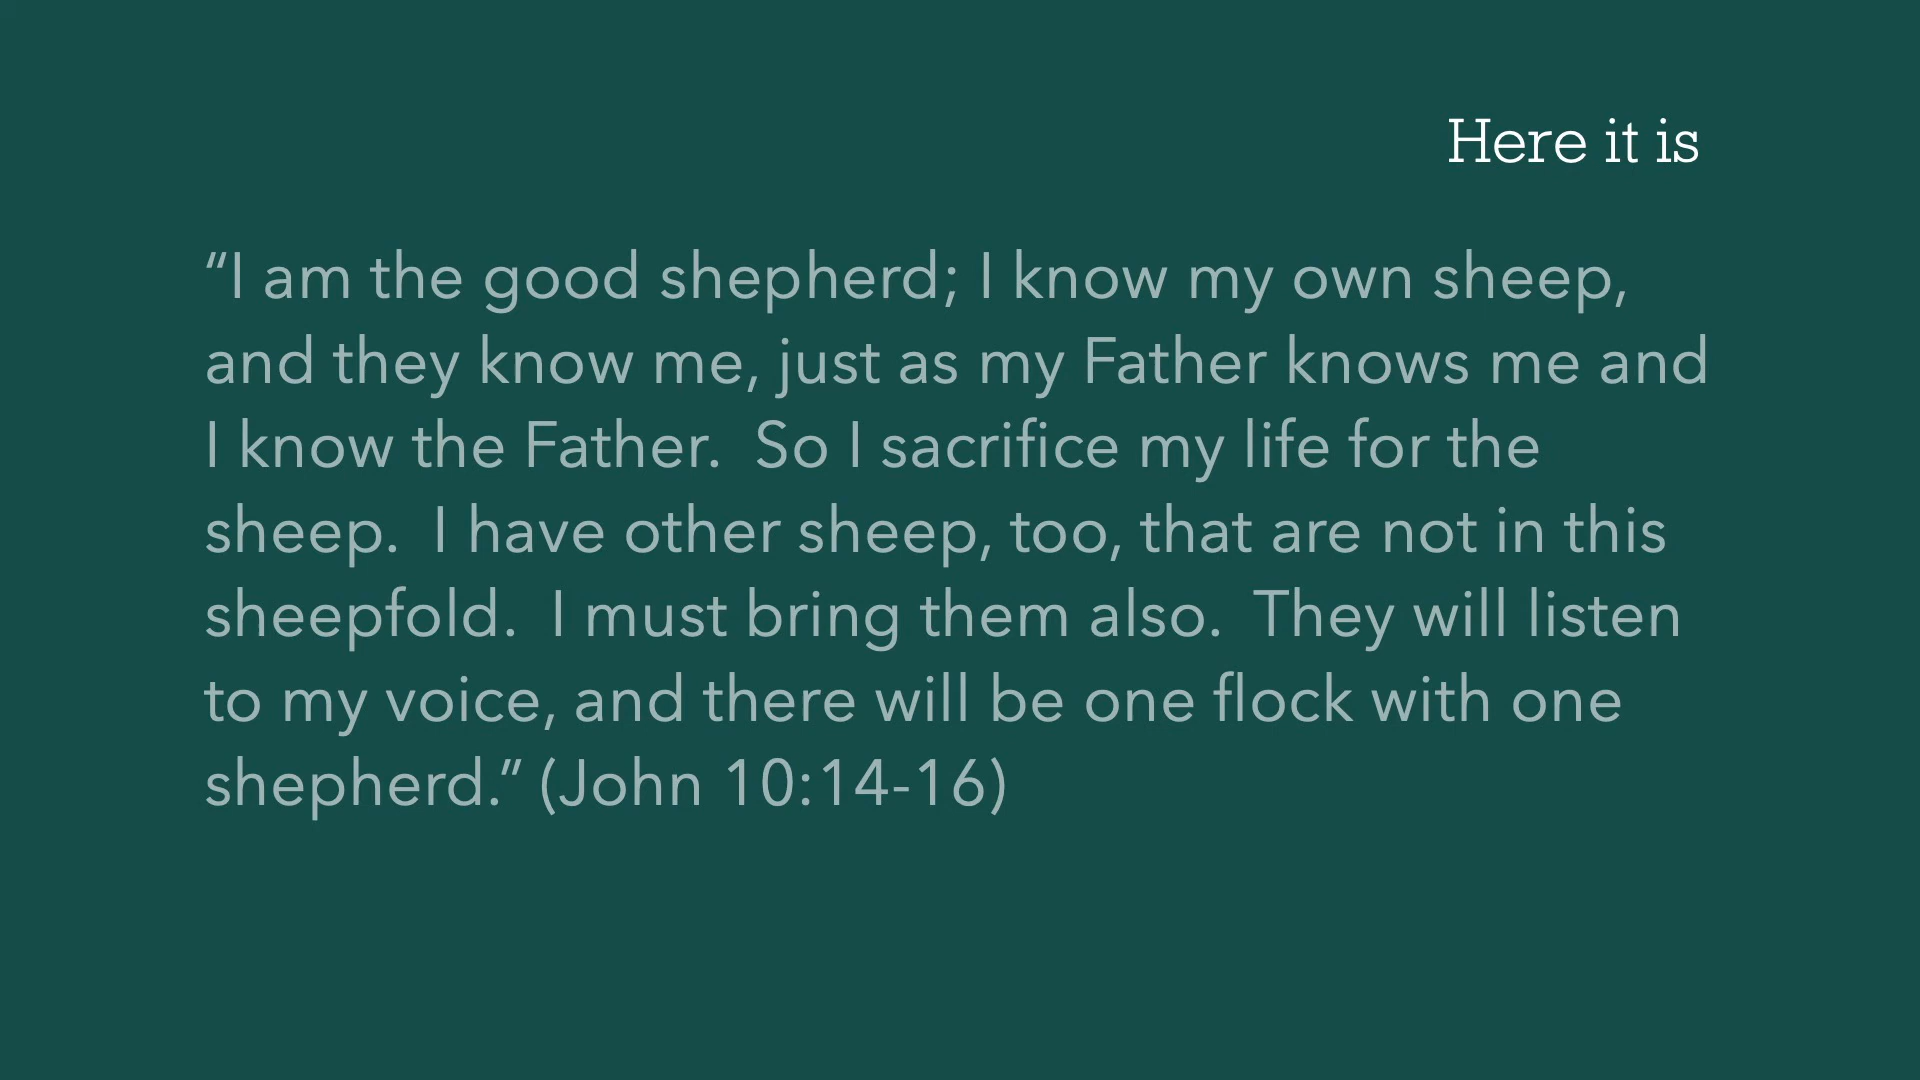 Here it is
“I am the good shepherd; I know my own sheep,
and they know me, just as my Father knows me and
I know the Father.  So I sacrifice my life for the
sheep.  I have other sheep, too, that are not in this
sheepfold.  I must bring them also.  They will listen
to my voice, and there will be one flock with one
shepherd.” (John 10:14-16)